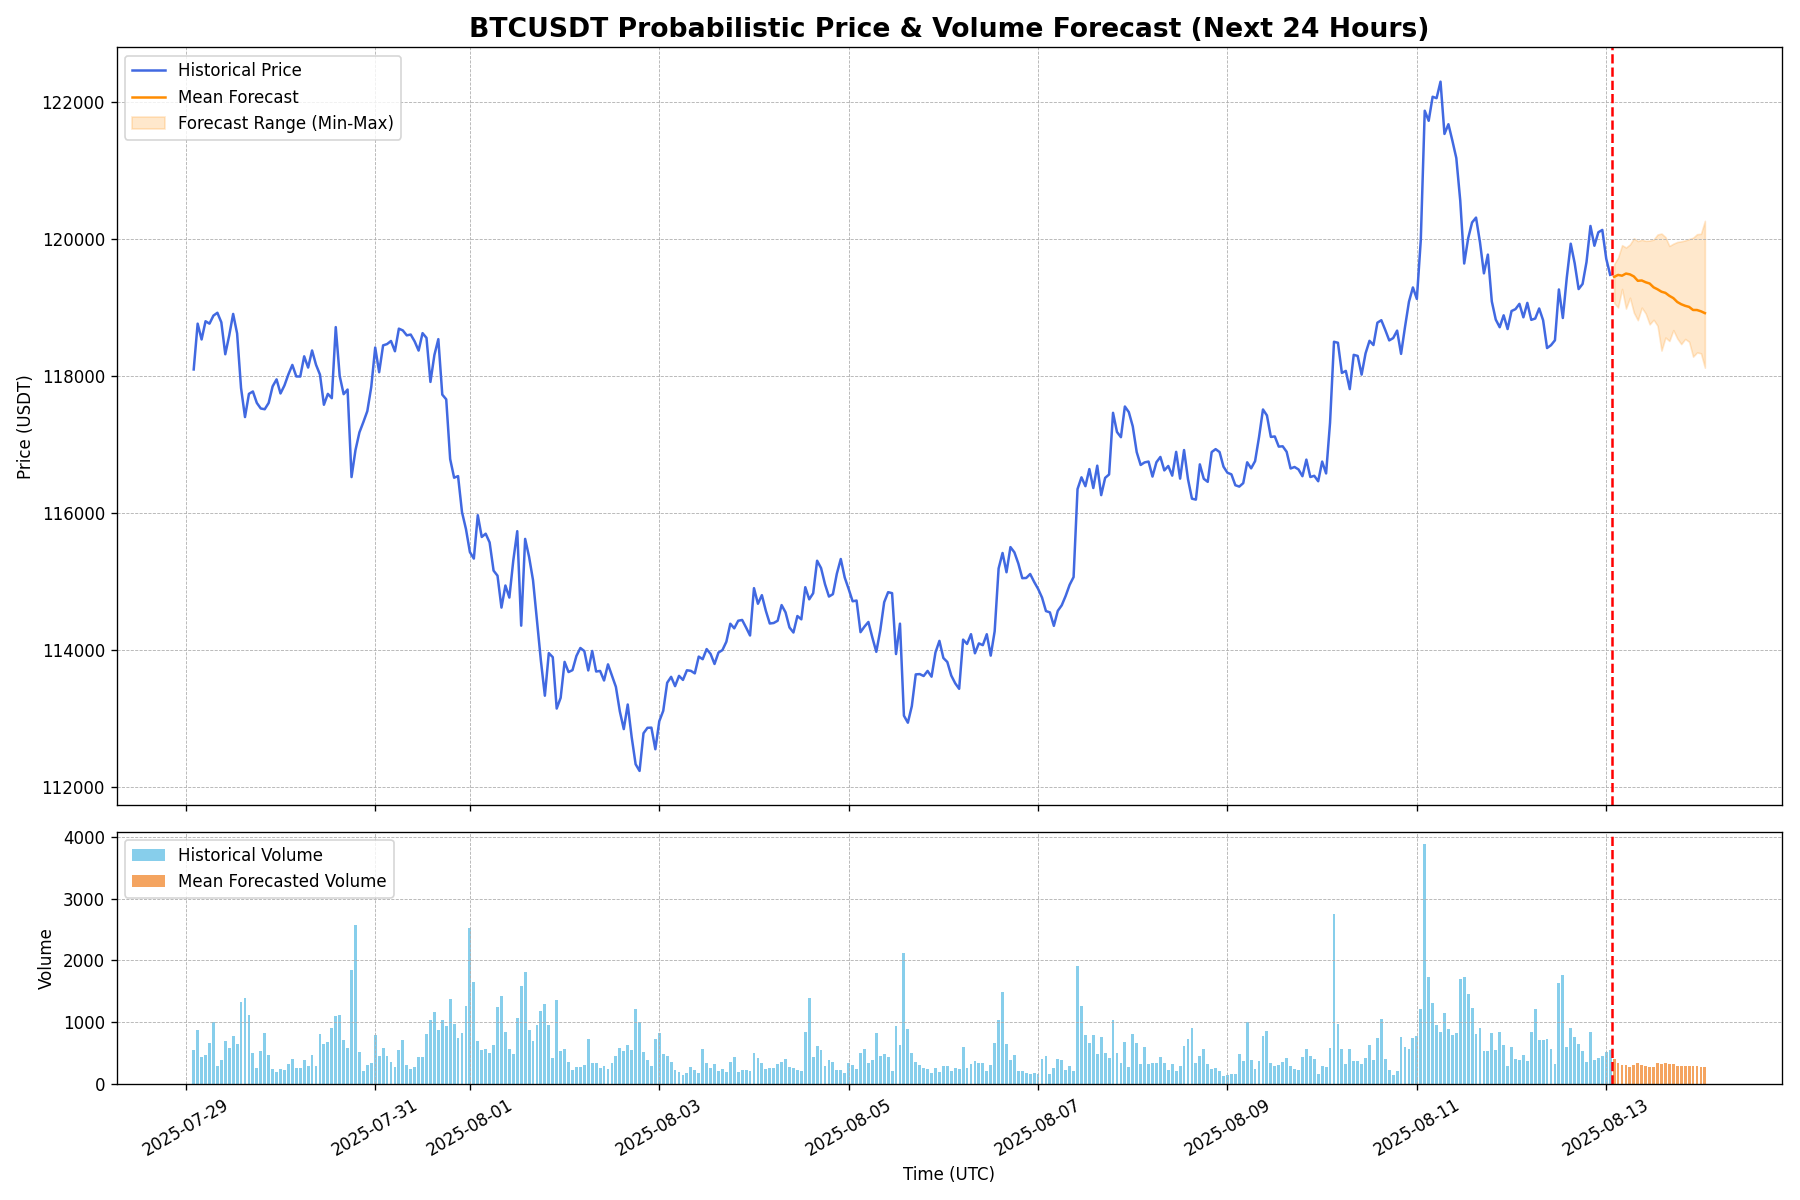 BTCUSDT Probabilistic Price & Volume Forecast (Next 24 Hours)
Historical Price
Mean Forecast
Forecast Range (Min-Max)
122000
120000
118000
116000
114000
112000
Price (USDT)
Historical Volume
Mean Forecasted Volume
4000
3000
2000
1000
0
Volume
2025-07-29
2025-07-31
2025-08-01
2025-08-03
2025-08-05
2025-08-07
2025-08-09
2025-08-11
2025-08-13
Time (UTC)